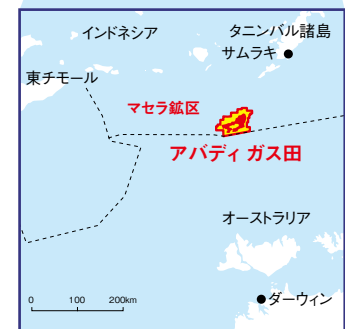 インドネシア
タニンバル諸島
サムラキ
東チモール
マセラ鉱区
アバディ ガス田
オーストラリア
ダーウィン
0 100 200km